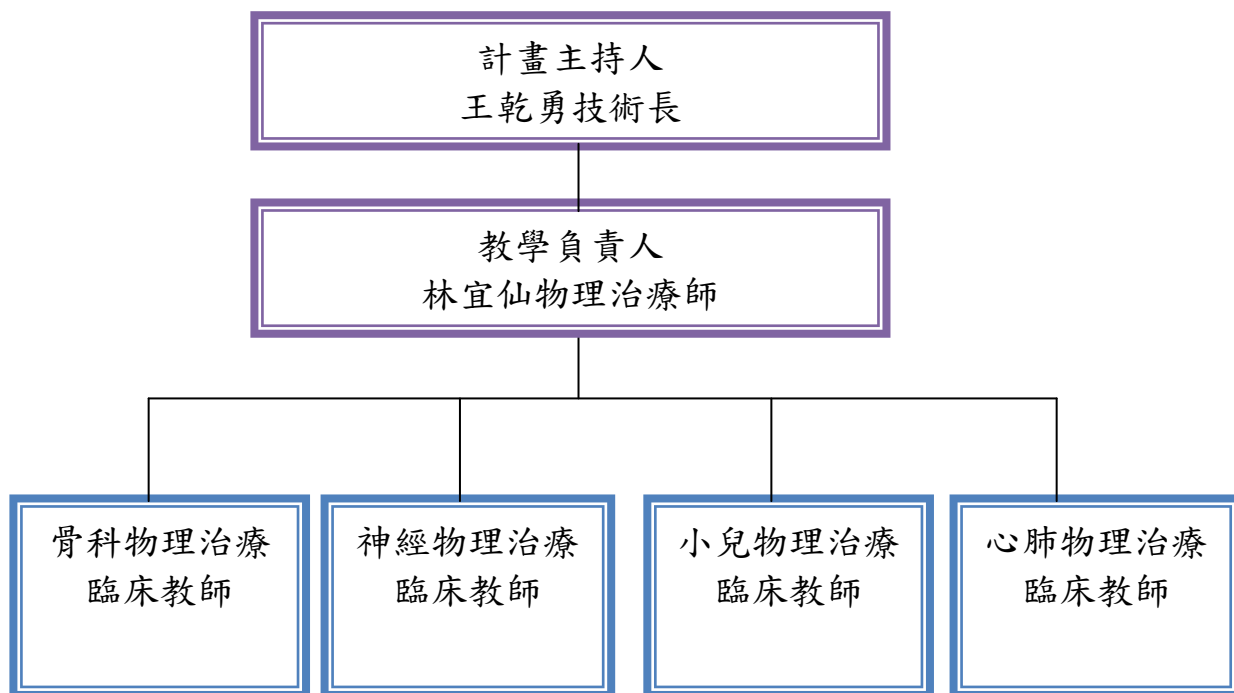 計畫主持人
王乾勇技術長
教學負責人
林宜仙物理治療師
骨科物理治療
臨床教師
神經物理治療
臨床教師
小兒物理治療
臨床教師
心肺物理治療
臨床教師